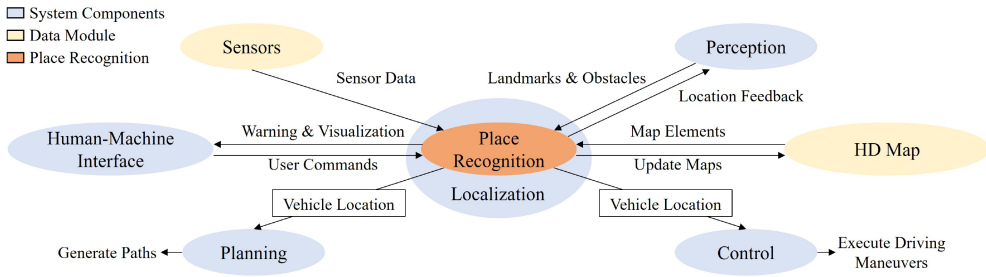 System Components
Data Module
Place Recognition
Sensors
Perception
Sensor Data
Landmarks & Obstacles
Location Feedback
Human-Machine
Interface
Warning & Visualization
User Commands
Place
Recognition
Localization
Map Elements
Update Maps
HD Map
Vehicle Location
Vehicle Location
Generate Paths
Planning
Control
Execute Driving
Maneuvers